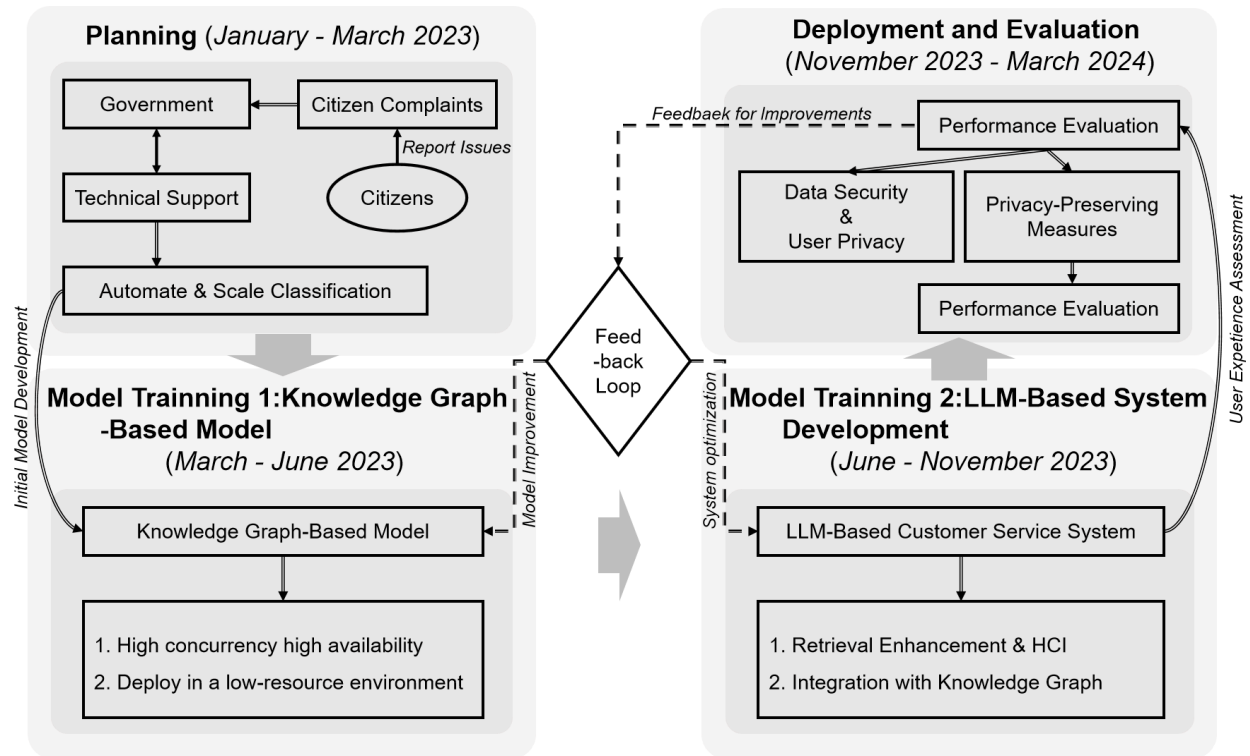 Planning (January - March 2023)
Government
Citizen Complaints
Report Issues
Technical Support
Citizens
Automate & Scale Classification
Initial Model Development
Model Trainning 1:Knowledge Graph
-Based Model
(March - June 2023)
Knowledge Graph-Based Model
1. High concurrency high availability
2. Deploy in a low-resource environment
Model Improvement
Feed
-back
Loop
System optimization
Feedbaek for Improvements
Deployment and Evaluation
(November 2023 - March 2024)
Performance Evaluation
Data Security
&
User Privacy
Privacy-Preserving
Measures
Performance Evaluation
User Expetience Assessment
Model Trainning 2:LLM-Based System
Development
(June - November 2023)
LLM-Based Customer Service System
1. Retrieval Enhancement & HCI
2. Integration with Knowledge Graph